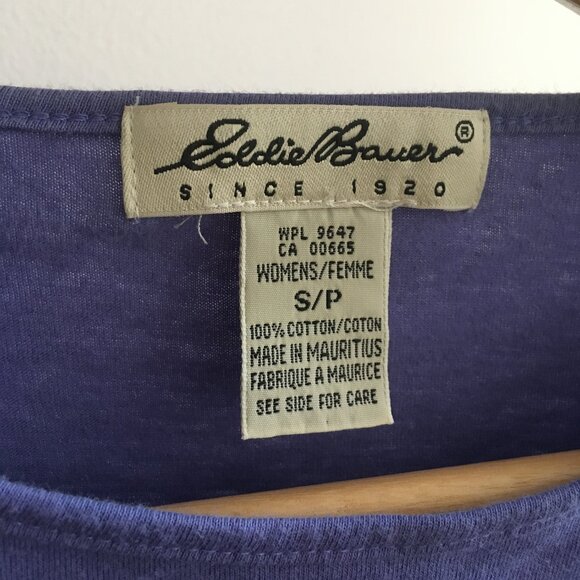 Eddie Bauer®
SINCE 1920
WPL 9647
CA 00665
WOMENS/FEMME
S/P
100% COTTON/COTON
MADE IN MAURITIUS
FABRIQUE A MAURICE
SEE SIDE FOR CARE